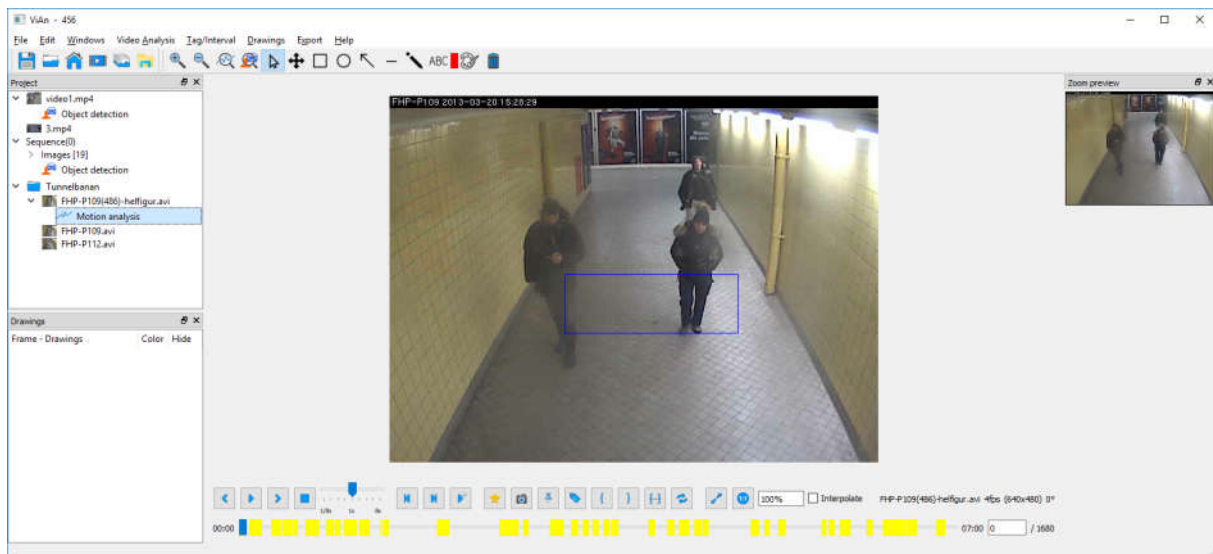 ViAn - 456
File Edit Windows Video Analysis Tag/Interval Drawings Export Help
ABC
Project
video1.mp4
Object detection
3.mp4
Sequence(0)
Images [19]
Object detection
Tunnelbanan
FHP-P109(486)-helfigur.avi
Motion analysis
FHP-P109.avi
FHP-P112.avi
Drawings
Frame - Drawings Color Hide
FHP-P109 2013-03-20 15:28:29
Zoom preview
1/8x 1x 8x
1:1
100%
Interpolate
FHP-P109(486)-helfigur.avi 4fps (640x480) 0°
00:00
07:00 0 / 1680